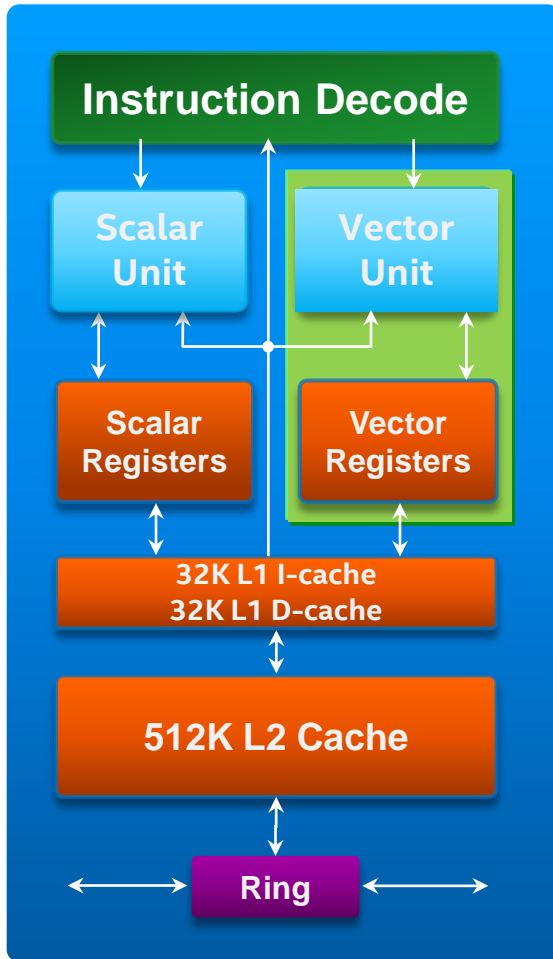 Instruction Decode
Scalar
Unit
Vector
Unit
Scalar
Registers
Vector
Registers
32K L1 I-cache
32K L1 D-cache
512K L2 Cache
Ring